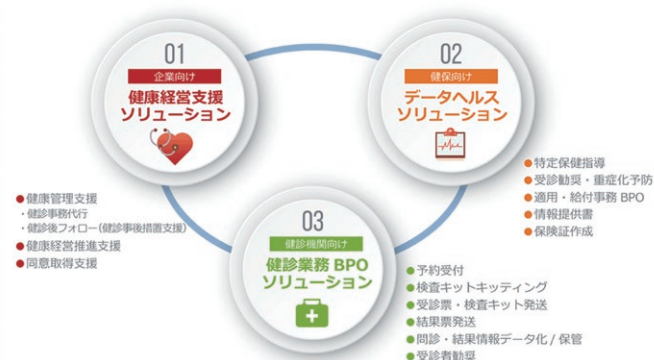 01
企業向け
健康経営支援
ソリューション
02
健保向け
データヘルス
ソリューション
●特定保健指導
●受診勧奨・重症化予防
●適用・給付事務 BPO
●情報提供書
●保険証作成
●健康管理支援
・健診事務代行
・健診後フォロー(健診事後措置支援)
●健康経営推進支援
●同意取得支援
03
健診機関向け
健診業務 BPO
ソリューション
●予約受付
●検査キットキッティング
●受診票・検査キット発送
●結果票発送
●問診・結果情報データ化 / 保管
●受診者勧奨